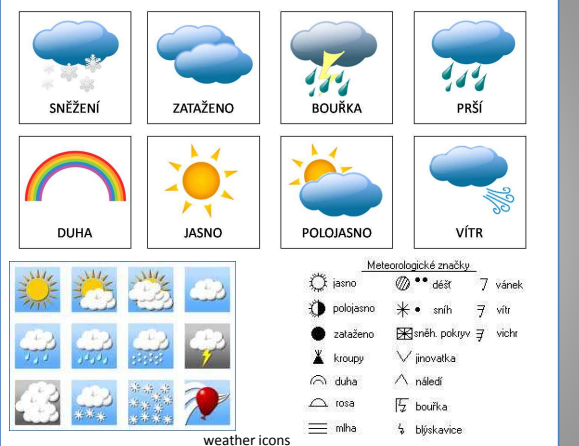 SNĚŽENÍ ZATAŽENO BOUŘKA PRŠÍ
DUHA JASNO POLOJASNO VÍTR
Meteorologické značky
jasno déšť vánek
polojasno sníh vítr
zataženo sněh. pokryv vichr
kroupy jinovatka
duha náledí
rosa bouřka
mlha blýskavice
weather icons